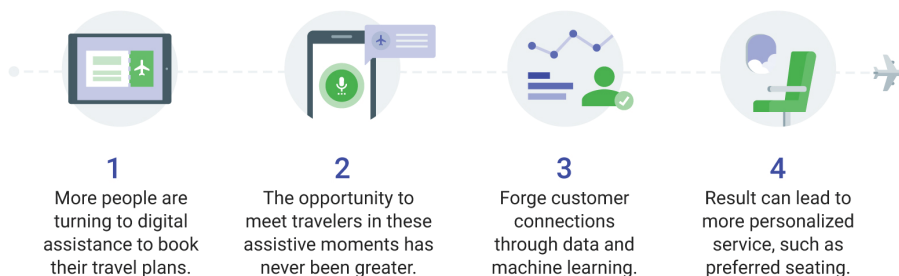 1
More people are
turning to digital
assistance to book
their travel plans.
2
The opportunity to
meet travelers in these
assistive moments has
never been greater.
3
Forge customer
connections
through data and
machine learning.
4
Result can lead to
more personalized
service, such as
preferred seating.